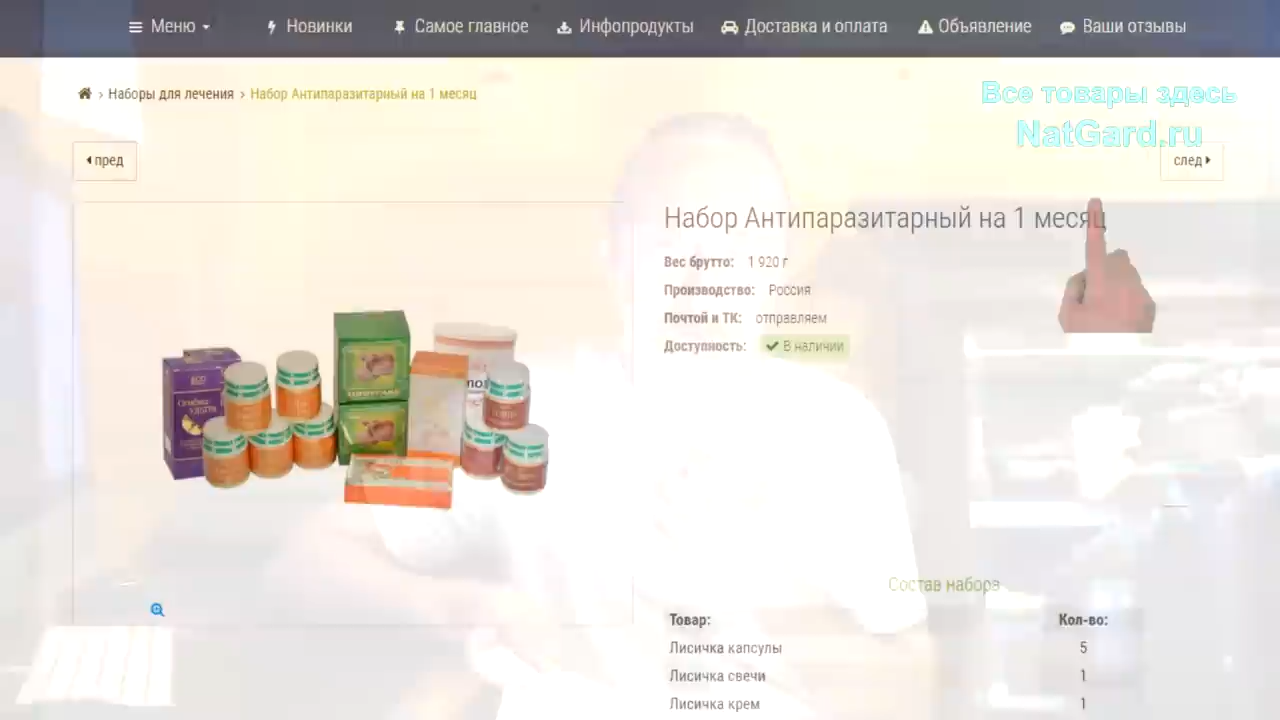 Меню
Новинки
Самое главное
Инфопродукты
Доставка и оплата
Объявление
Ваши отзывы
Наборы для лечения
Набор Антипаразитарный на 1 месяц
Все товары здесь
NatGard.ru
пред
след
Набор Антипаразитарный на 1 месяц
Вес брутто: 1 920 г
Производство: Россия
Почтой и ТК: отправляем
Доступность: В наличии
Состав набора
Товар: Кол-во:
Лисичка капсулы 5
Лисичка свечи 1
Лисичка крем 1